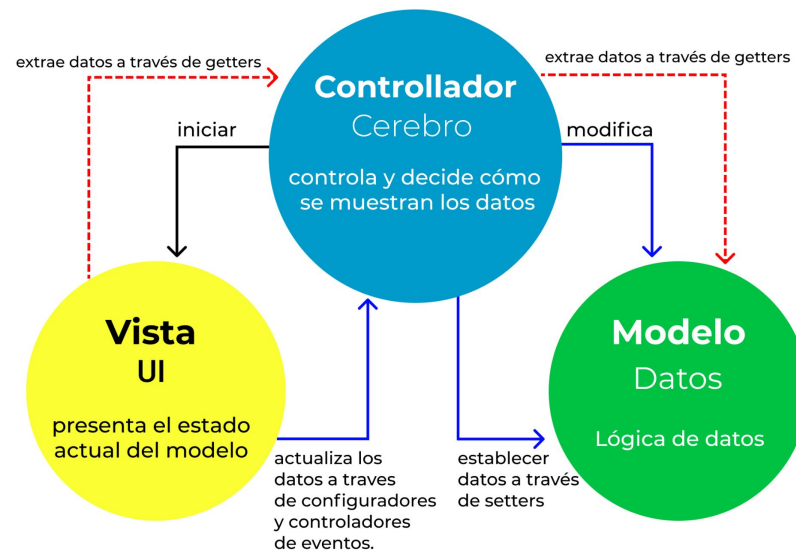 extrae datos a través de getters
extrae datos a través de getters
Controllador
Cerebro
controla y decide cómo
se muestran los datos
iniciar
modifica
Vista
UI
presenta el estado
actual del modelo
Modelo
Datos
Lógica de datos
actualiza los
datos a traves
de configuradores
y controladores
de eventos.
establecer
datos a través
de setters